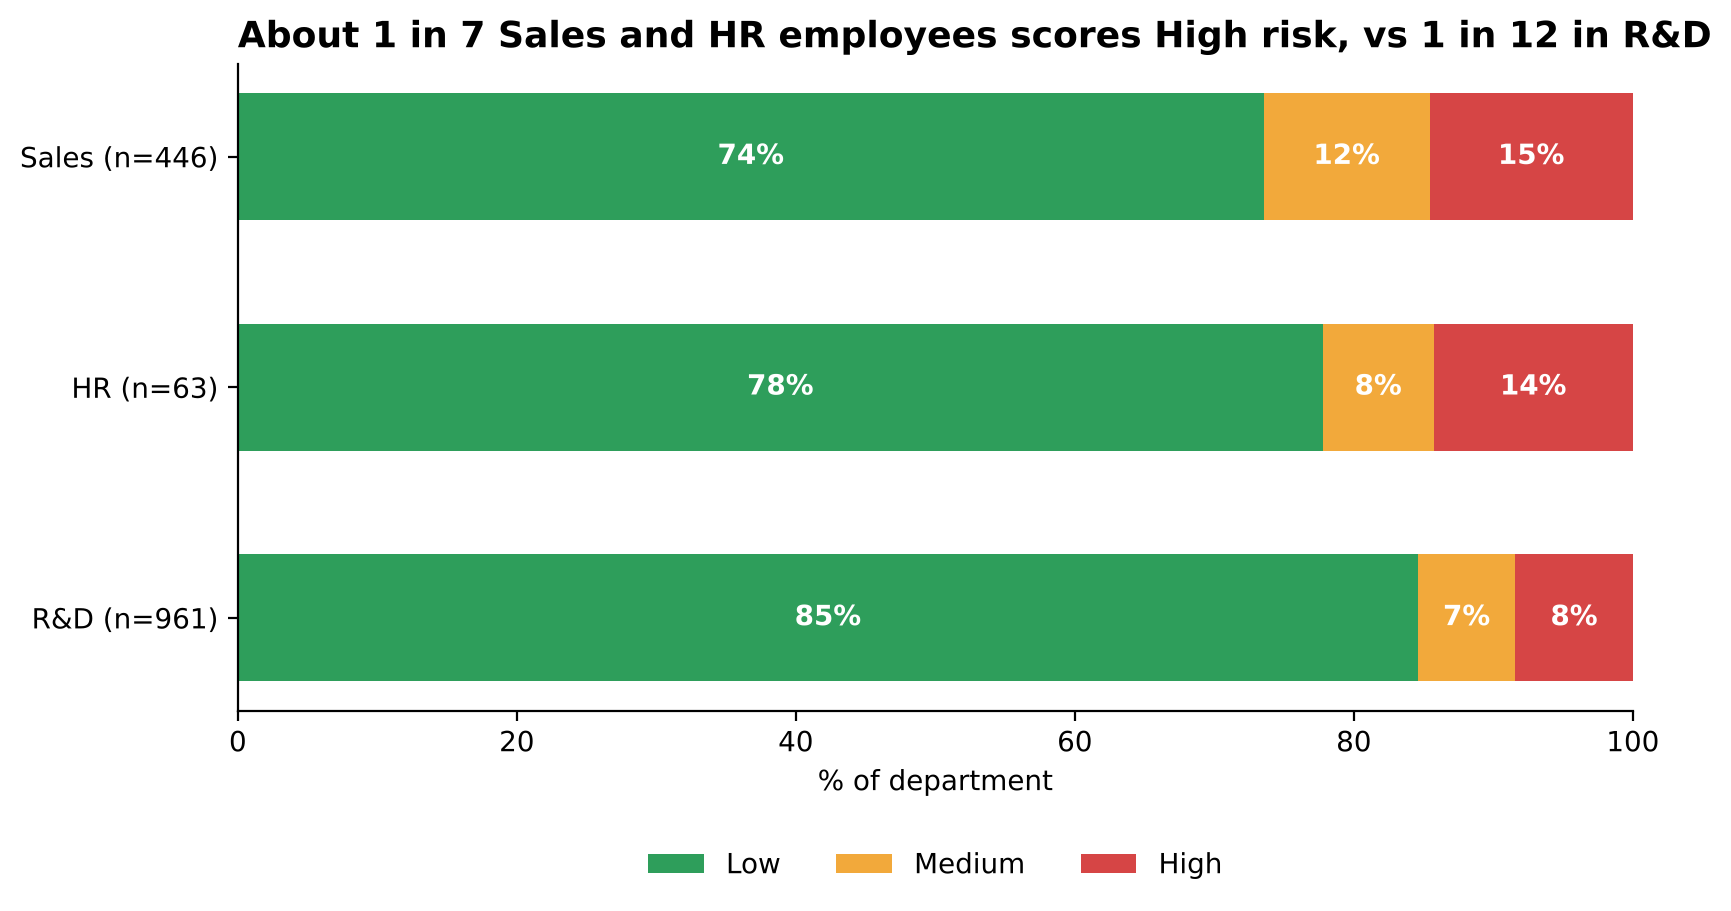 About 1 in 7 Sales and HR employees scores High risk, vs 1 in 12 in R&D
Sales (n=446) 74% 12% 15%
HR (n=63) 78% 8% 14%
R&D (n=961) 85% 7% 8%
0 20 40 60 80 100
% of department
Low Medium High